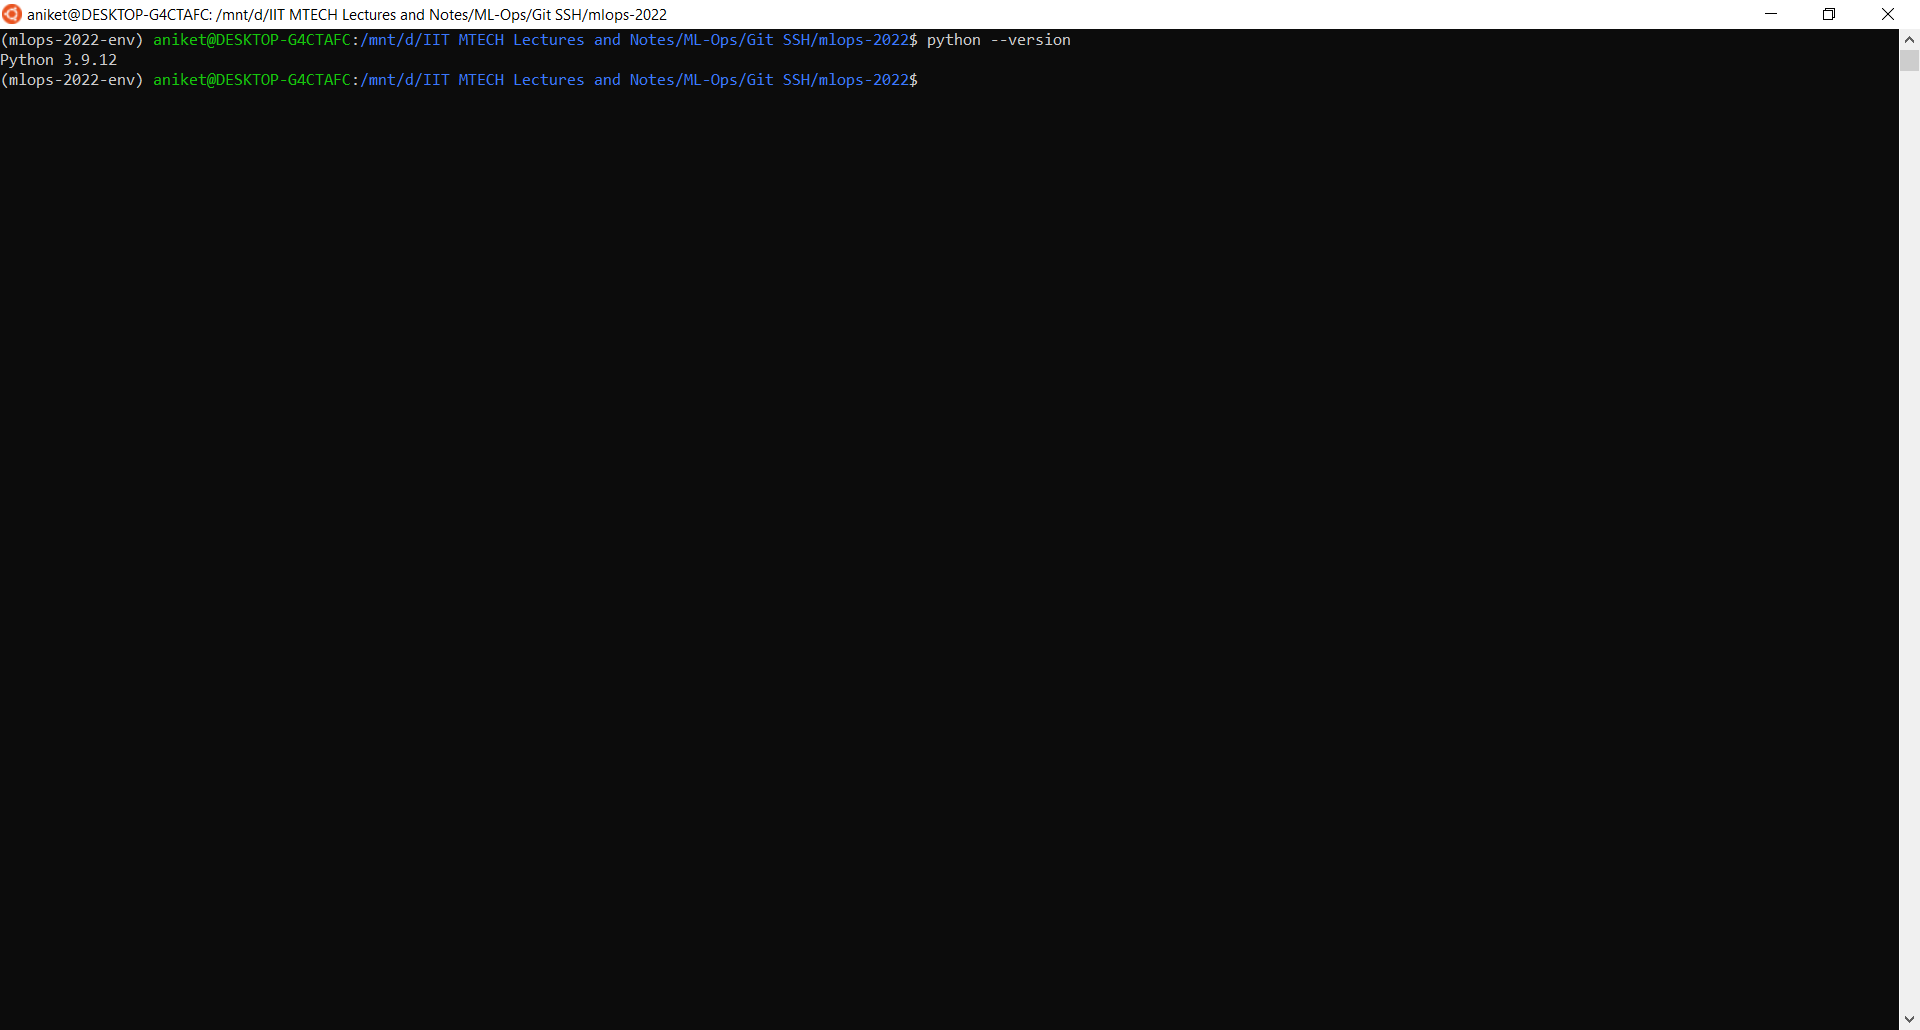 aniket@DESKTOP-G4CTAFC: /mnt/d/IIT MTECH Lectures and Notes/ML-Ops/Git SSH/mlops-2022
(mlops-2022-env) aniket@DESKTOP-G4CTAFC:/mnt/d/IIT MTECH Lectures and Notes/ML-Ops/Git SSH/mlops-2022$ python --version
Python 3.9.12
(mlops-2022-env) aniket@DESKTOP-G4CTAFC:/mnt/d/IIT MTECH Lectures and Notes/ML-Ops/Git SSH/mlops-2022$